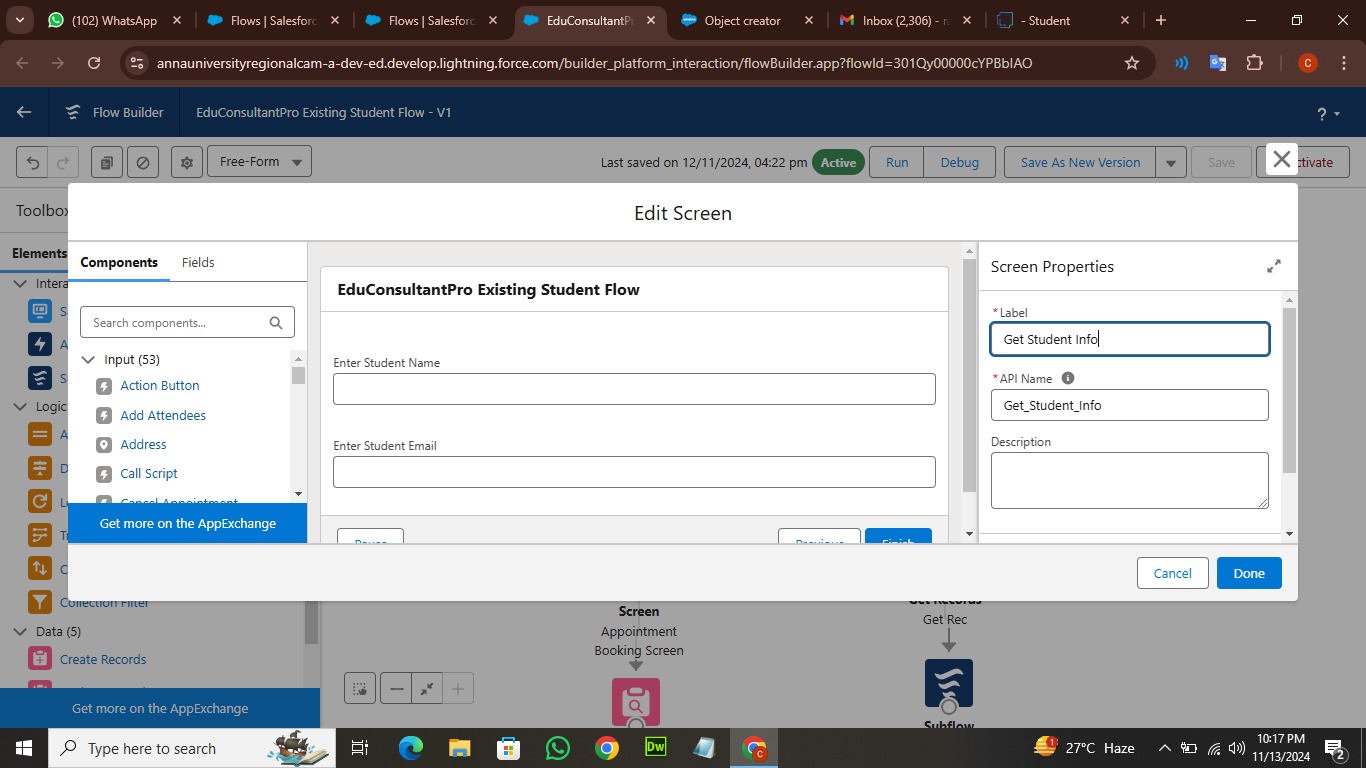 (102) WhatsApp
Flows | Salesforc
Flows | Salesforc
EduConsultantPr
Object creator
Inbox (2,306) - ra
- Student
annauniversityregionalcam-a-dev-ed.develop.lightning.force.com/builder_platform_interaction/flowBuilder.app?flowId=301Qy00000cYPBbIAO
C
Flow Builder
EduConsultantPro Existing Student Flow - V1
?
Free-Form
Last saved on 12/11/2024, 04:22 pm
Active
Run
Debug
Save As New Version
Save
ctivate
Toolbox
Edit Screen
Elements
Components
Fields
Search components...
Input (53)
Action Button
Add Attendees
Address
Call Script
Cancel Appointment
Get more on the AppExchange
EduConsultantPro Existing Student Flow
Enter Student Name
Enter Student Email
Pause
Previous
Finish
Screen Properties
* Label
Get Student Info
* API Name
Get_Student_Info
Description
Cancel
Done
Intera
Logic
Collection Filter
Data (5)
Create Records
Get more on the AppExchange
Screen
Appointment
Booking Screen
Get Records
Get Rec
Subflow
Type here to search
Dw
C
1
27°C Haze
10:17 PM
11/13/2024
2